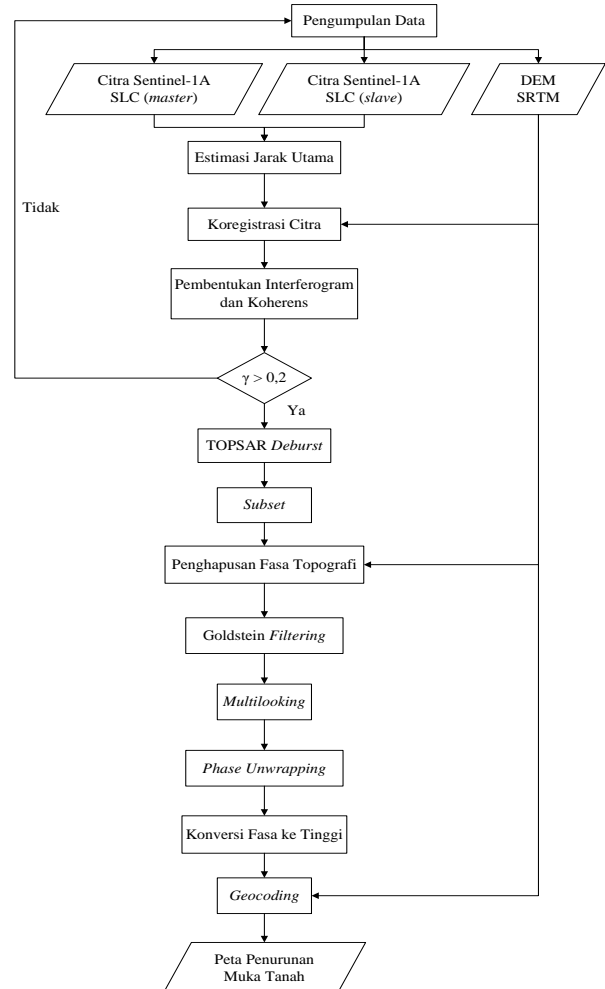 Pengumpulan Data
Citra Sentinel-1A
SLC (master)
Citra Sentinel-1A
SLC (slave)
DEM
SRTM
Estimasi Jarak Utama
Tidak
Koregistrasi Citra
Pembentukan Interferogram
dan Koherens
γ > 0,2
Ya
TOPSAR Deburst
Subset
Penghapusan Fasa Topografi
Goldstein Filtering
Multilooking
Phase Unwrapping
Konversi Fasa ke Tinggi
Geocoding
Peta Penurunan
Muka Tanah